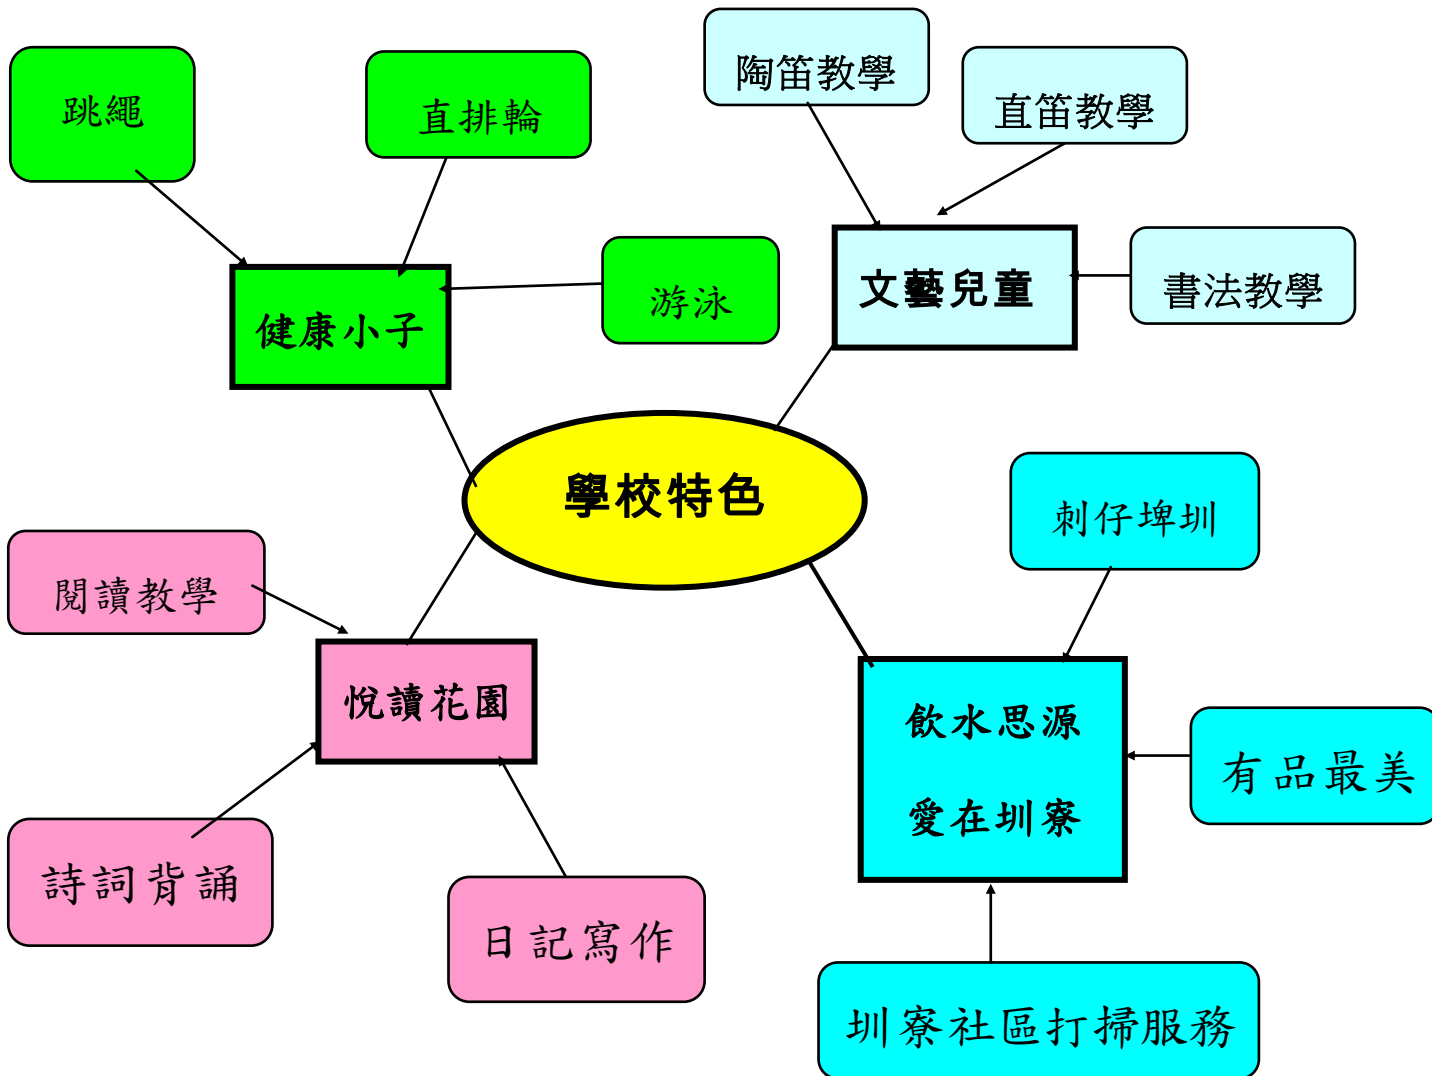 陶笛教學
跳繩
直排輪
直笛教學
游泳
文藝兒童
書法教學
健康小子
學校特色
刺仔埤圳
閱讀教學
悅讀花園
飲水思源
愛在圳寮
有品最美
詩詞背誦
日記寫作
圳寮社區打掃服務